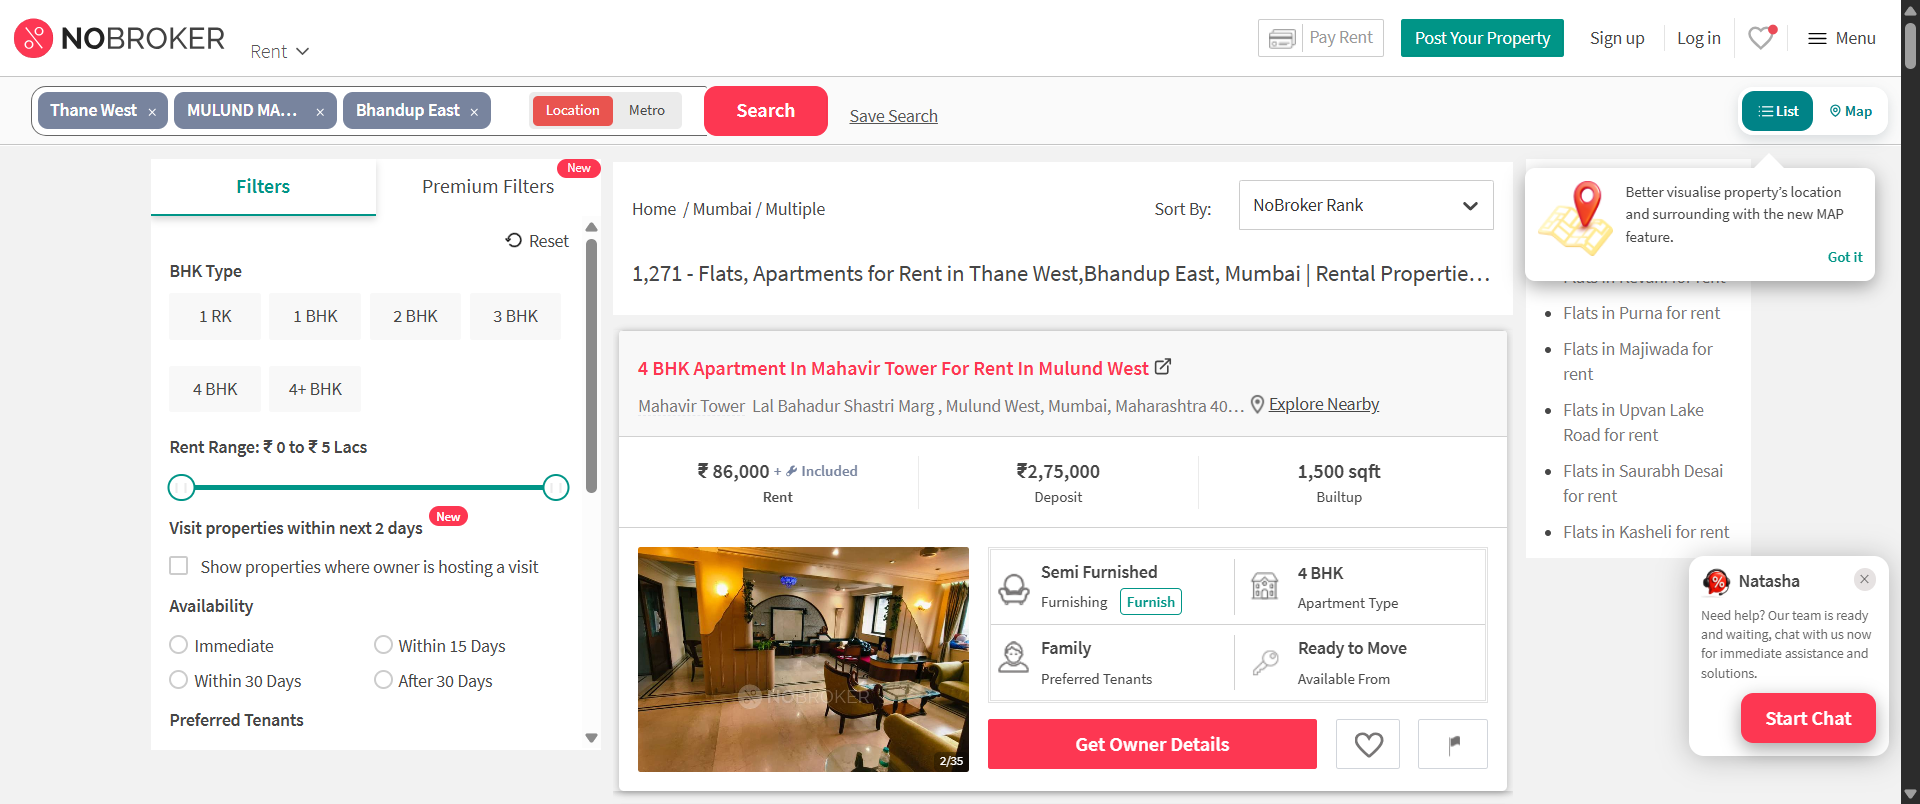 NOBROKER
Rent
Pay Rent
Post Your Property
Sign up
Log in
Menu
Thane West ×
MULUND MA... ×
Bhandup East ×
Location
Metro
Search
Save Search
List
Map
Filters
Premium Filters
New
Reset
BHK Type
1 RK
1 BHK
2 BHK
3 BHK
4 BHK
4+ BHK
Rent Range: ₹ 0 to ₹ 5 Lacs
Visit properties within next 2 days
New
Show properties where owner is hosting a visit
Availability
Immediate
Within 15 Days
Within 30 Days
After 30 Days
Preferred Tenants
Home / Mumbai / Multiple
Sort By:
NoBroker Rank
1,271 - Flats, Apartments for Rent in Thane West,Bhandup East, Mumbai | Rental Propertie...
4 BHK Apartment In Mahavir Tower For Rent In Mulund West
Mahavir Tower Lal Bahadur Shastri Marg , Mulund West, Mumbai, Maharashtra 40...
Explore Nearby
₹ 86,000 + Included
Rent
₹2,75,000
Deposit
1,500 sqft
Builtup
NOBROKER
2/35
Semi Furnished
Furnishing
Furnish
4 BHK
Apartment Type
Family
Preferred Tenants
Ready to Move
Available From
Get Owner Details
Better visualise property's location
and surrounding with the new MAP
feature.
Got it
Flats in Purna for rent
Flats in Majiwada for
rent
Flats in Upvan Lake
Road for rent
Flats in Saurabh Desai
for rent
Flats in Kasheli for rent
Natasha
Need help? Our team is ready
and waiting, chat with us now
for immediate assistance and
solutions.
Start Chat